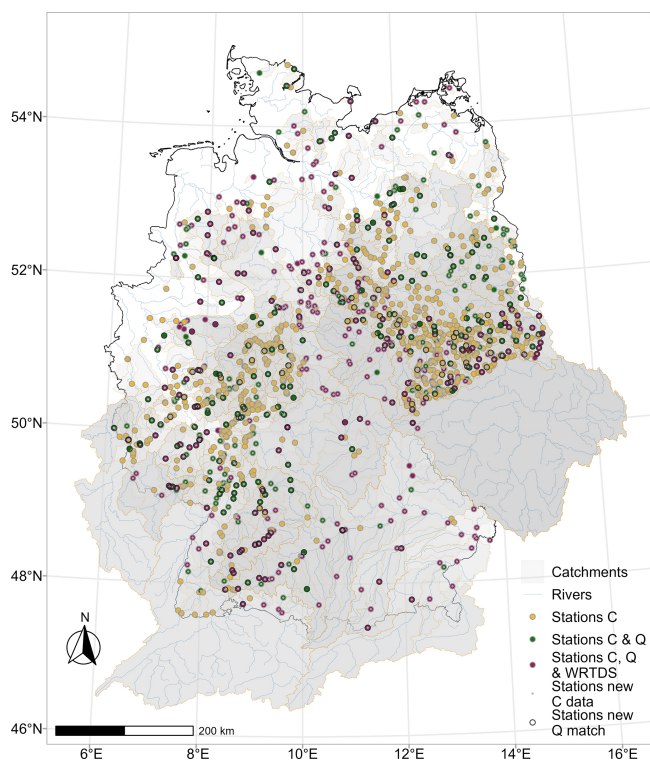 54°N
52°N
50°N
48°N
46°N
N
200 km
Catchments
Rivers
Stations C
Stations C & Q
Stations C, Q
& WRTDS
Stations new
C data
Stations new
Q match
6°E
8°E
10°E
12°E
14°E
16°E